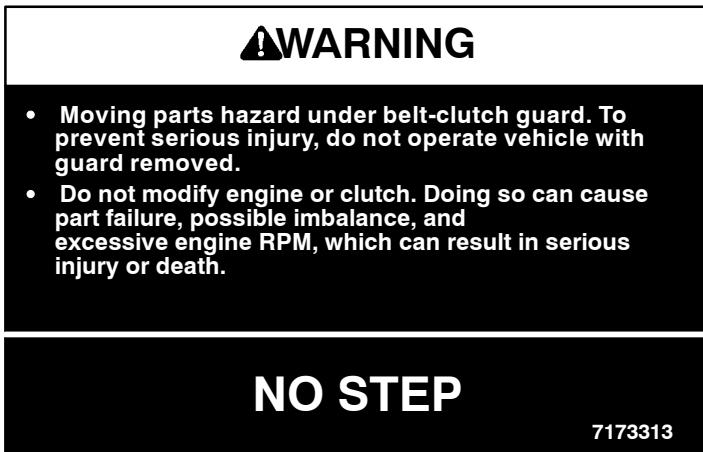 ⚠WARNING
• Moving parts hazard under belt-clutch guard. To
prevent serious injury, do not operate vehicle with
guard removed.
• Do not modify engine or clutch. Doing so can cause
part failure, possible imbalance, and
excessive engine RPM, which can result in serious
injury or death.
NO STEP
7173313